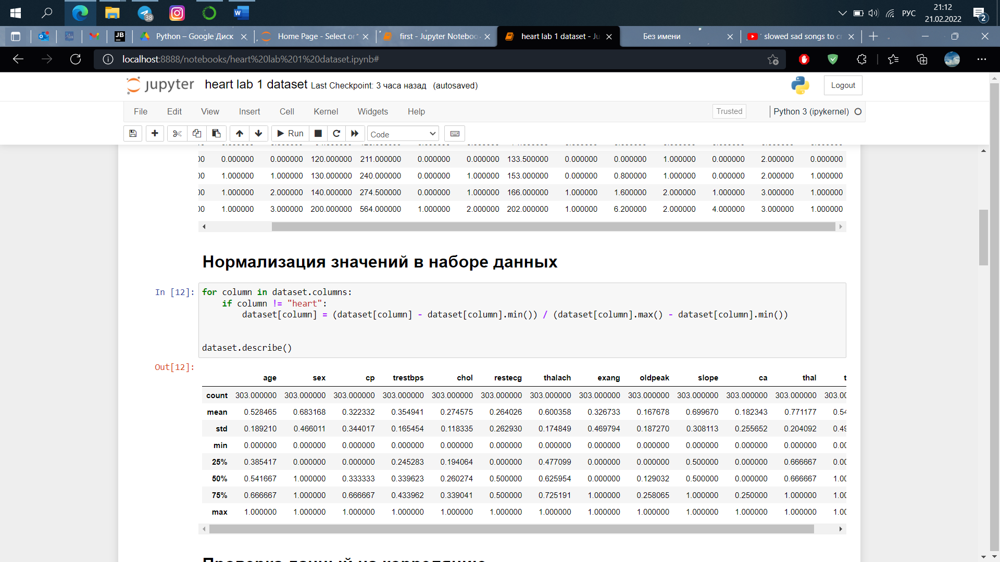 38
W
РУС
21:12
21.02.2022
2
JB
Python – Google Диск
Home Page - Select or
first - Jupyter Noteboo
heart lab 1 dataset - Ju
Без имени
slowed sad songs to cr
localhost:8888/notebooks/heart%20lab%201%20dataset.ipynb#
jupyter heart lab 1 dataset Last Checkpoint: 3 часа назад (autosaved)
Logout
File Edit View Insert Cell Kernel Widgets Help
Trusted
Python 3 (ipykernel)
Run
Code
00 0.000000 0.000000 120.000000 211.000000 0.000000 0.000000 133.500000 0.000000 0.000000 1.000000 0.000000 2.000000 0.000000
00 1.000000 1.000000 130.000000 240.000000 0.000000 1.000000 153.000000 0.000000 0.800000 1.000000 0.000000 2.000000 1.000000
00 1.000000 2.000000 140.000000 274.500000 0.000000 1.000000 166.000000 1.000000 1.600000 2.000000 1.000000 3.000000 1.000000
00 1.000000 3.000000 200.000000 564.000000 1.000000 2.000000 202.000000 1.000000 6.200000 2.000000 4.000000 3.000000 1.000000
Нормализация значений в наборе данных
In [12]:
for column in dataset.columns:
    if column != "heart":
        dataset[column] = (dataset[column] - dataset[column].min()) / (dataset[column].max() - dataset[column].min())
dataset.describe()
Out[12]:
age sex cp trestbps chol restecg thalach exang oldpeak slope ca thal t
count 303.000000 303.000000 303.000000 303.000000 303.000000 303.000000 303.000000 303.000000 303.000000 303.000000 303.000000 303.000000 303.00
mean 0.528465 0.683168 0.322332 0.354941 0.274575 0.264026 0.600358 0.326733 0.167678 0.699670 0.182343 0.771177 0.54
std 0.189210 0.466011 0.344017 0.165454 0.118335 0.262930 0.174849 0.469794 0.187270 0.308113 0.255652 0.204092 0.49
min 0.000000 0.000000 0.000000 0.000000 0.000000 0.000000 0.000000 0.000000 0.000000 0.000000 0.000000 0.000000 0.00
25% 0.385417 0.000000 0.000000 0.245283 0.194064 0.000000 0.477099 0.000000 0.000000 0.500000 0.000000 0.666667 0.00
50% 0.541667 1.000000 0.333333 0.339623 0.260274 0.500000 0.625954 0.000000 0.129032 0.500000 0.000000 0.666667 1.00
75% 0.666667 1.000000 0.666667 0.433962 0.339041 0.500000 0.725191 1.000000 0.258065 1.000000 0.250000 1.000000 1.00
max 1.000000 1.000000 1.000000 1.000000 1.000000 1.000000 1.000000 1.000000 1.000000 1.000000 1.000000 1.000000 1.00
Проверка данный на корреляцию